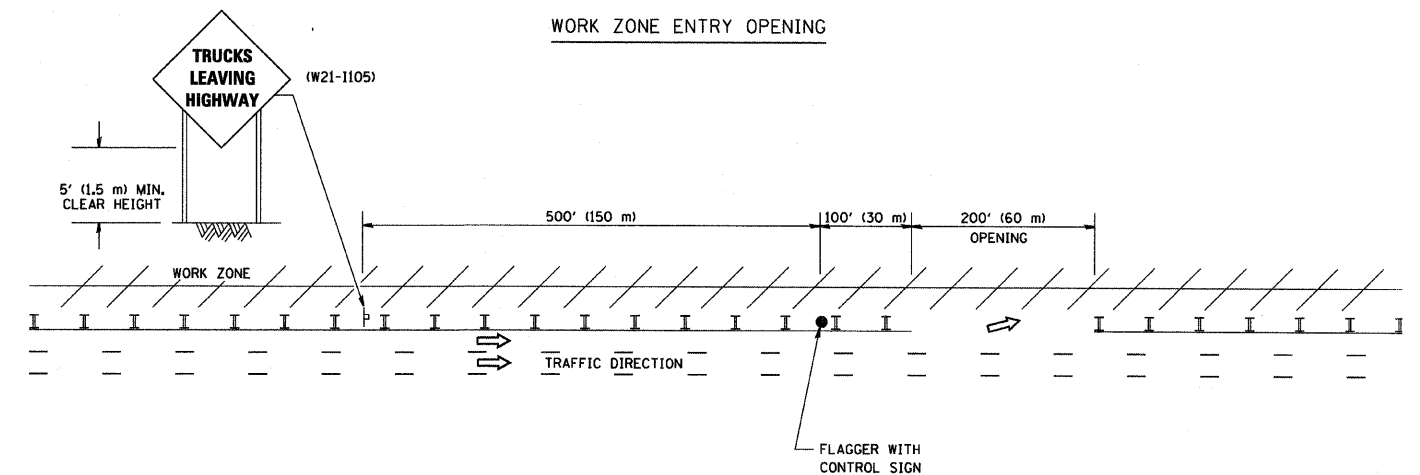 WORK ZONE ENTRY OPENING
TRUCKS
LEAVING
HIGHWAY
(W21-I105)
5' (1.5 m) MIN.
CLEAR HEIGHT
500' (150 m)
100' (30 m)
200' (60 m)
OPENING
WORK ZONE
TRAFFIC DIRECTION
FLAGGER WITH
CONTROL SIGN